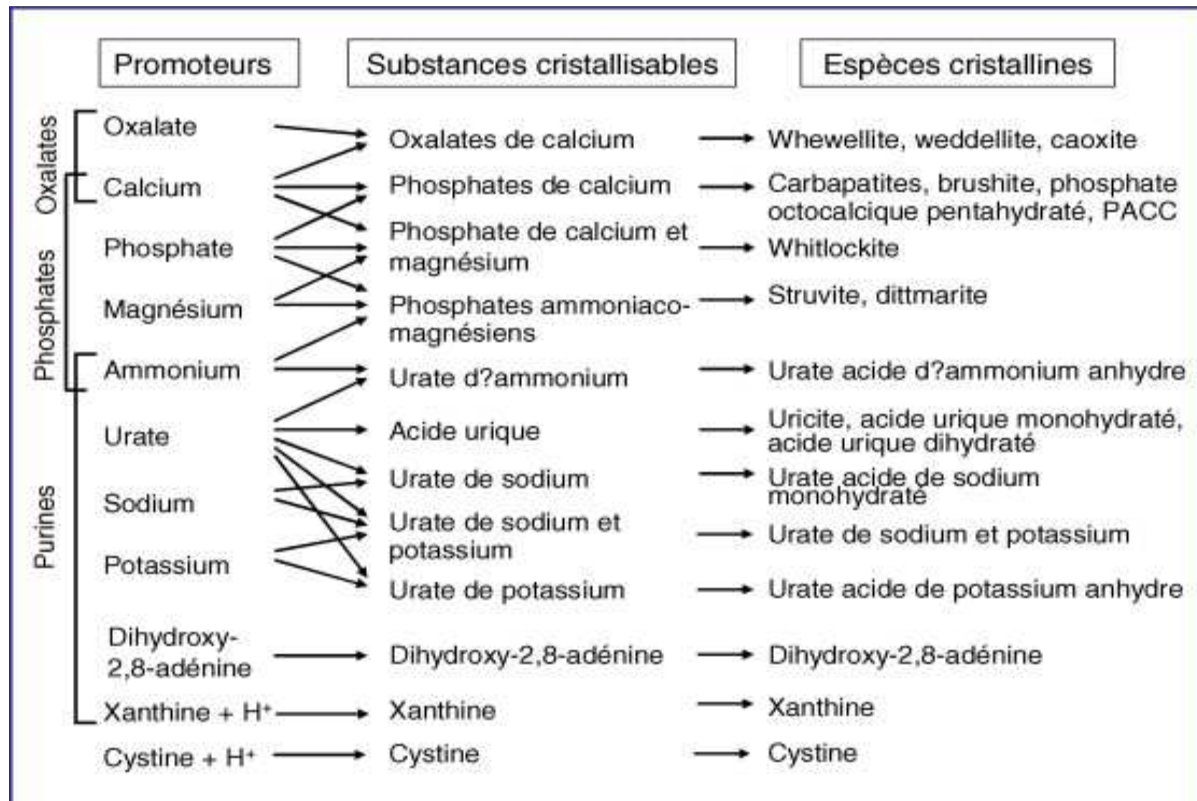 Promoteurs
Substances cristallisables
Espèces cristallines
Oxalates
Phosphates
Purines
Oxalate
Calcium
Phosphate
Magnésium
Ammonium
Urate
Sodium
Potassium
Dihydroxy-
2,8-adénine
Xanthine + H⁺
Cystine + H⁺
Oxalates de calcium
Phosphates de calcium
Phosphate de calcium et
magnésium
Phosphates ammoniaco-
magnésiens
Urate d?ammonium
Acide urique
Urate de sodium
Urate de sodium et
potassium
Urate de potassium
Dihydroxy-2,8-adénine
Xanthine
Cystine
Whewellite, weddellite, caoxite
Carbapatites, brushite, phosphate
octocalcique pentahydraté, PACC
Whitlockite
Struvite, dittmarite
Urate acide d?ammonium anhydre
Uricite, acide urique monohydraté,
acide urique dihydraté
Urate acide de sodium
monohydraté
Urate de sodium et potassium
Urate acide de potassium anhydre
Dihydroxy-2,8-adénine
Xanthine
Cystine